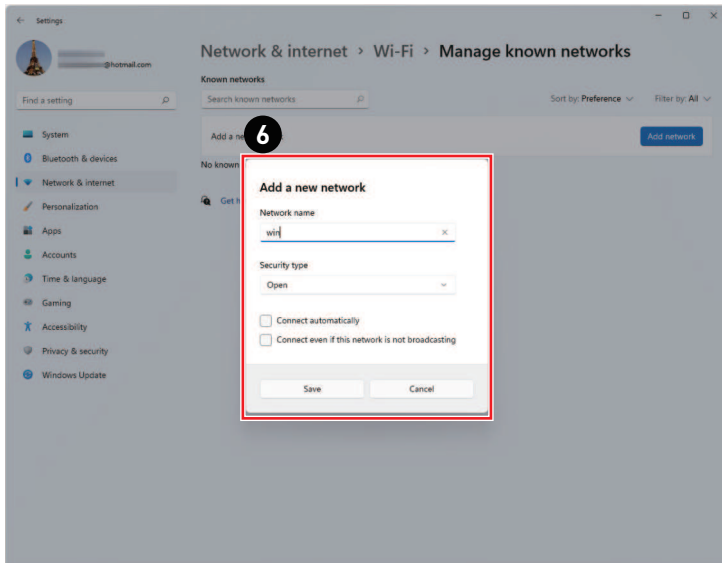 Settings
@hotmail.com
Find a setting
System
Bluetooth & devices
Network & internet
Personalization
Apps
Accounts
Time & language
Gaming
Accessibility
Privacy & security
Windows Update
Network & internet > Wi-Fi > Manage known networks
Known networks
Search known networks
Sort by: Preference
Filter by: All
Add a ne
Add network
No known
Get h
6
Add a new network
Network name
win
Security type
Open
Connect automatically
Connect even if this network is not broadcasting
Save
Cancel